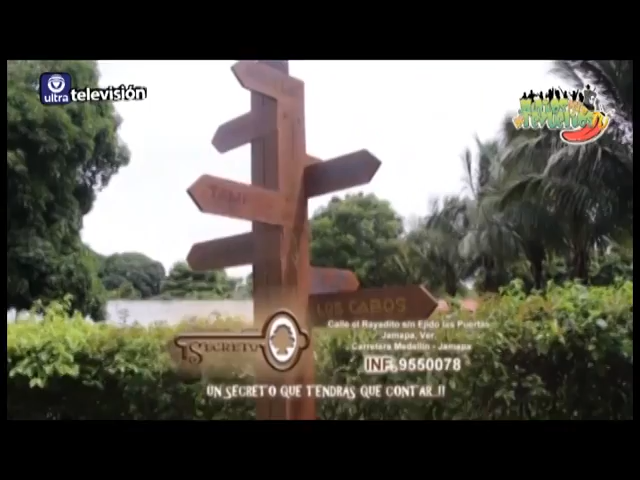 ultra televisión
LOS CABOS
SECRETO
Calle el Rayadito s/n Ejido las Puertas
Jamapa, Ver.
Carretera Medellín - Jamapa
INF. 9550078
UN SECRETO QUE TENDRAS QUE CONTAR..!!